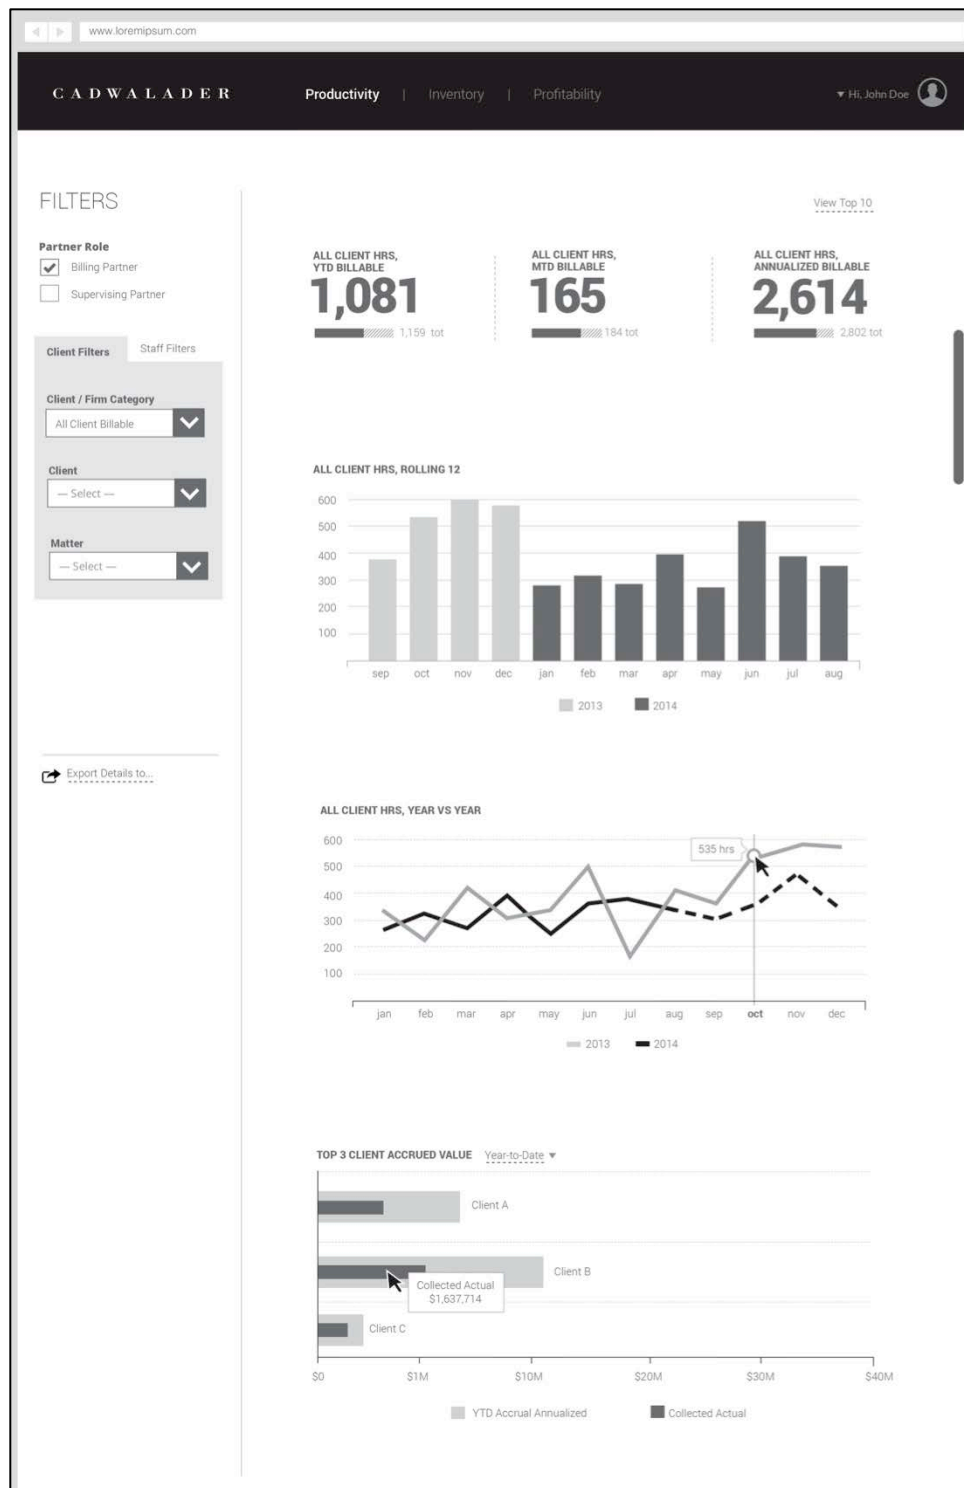 www.loremipsum.com
CADWALADER
Productivity | Inventory | Profitability
Hi, John Doe
FILTERS
View Top 10
Partner Role
Billing Partner
Supervising Partner
ALL CLIENT HRS,
YTD BILLABLE
1,081
1,159 tot
ALL CLIENT HRS,
MTD BILLABLE
165
184 tot
ALL CLIENT HRS,
ANNUALIZED BILLABLE
2,614
2,802 tot
Client Filters
Staff Filters
Client / Firm Category
All Client Billable
Client
— Select —
Matter
— Select —
Export Details to...
ALL CLIENT HRS, ROLLING 12
600
500
400
300
200
100
sep oct nov dec jan feb mar apr may jun jul aug
2013 2014
ALL CLIENT HRS, YEAR VS YEAR
600
535 hrs
500
400
300
200
100
jan feb mar apr may jun jul aug sep oct nov dec
2013 2014
TOP 3 CLIENT ACCRUED VALUE Year-to-Date
Client A
Client B
Collected Actual
$1,637,714
Client C
$0 $1M $10M $20M $30M $40M
YTD Accrual Annualized Collected Actual